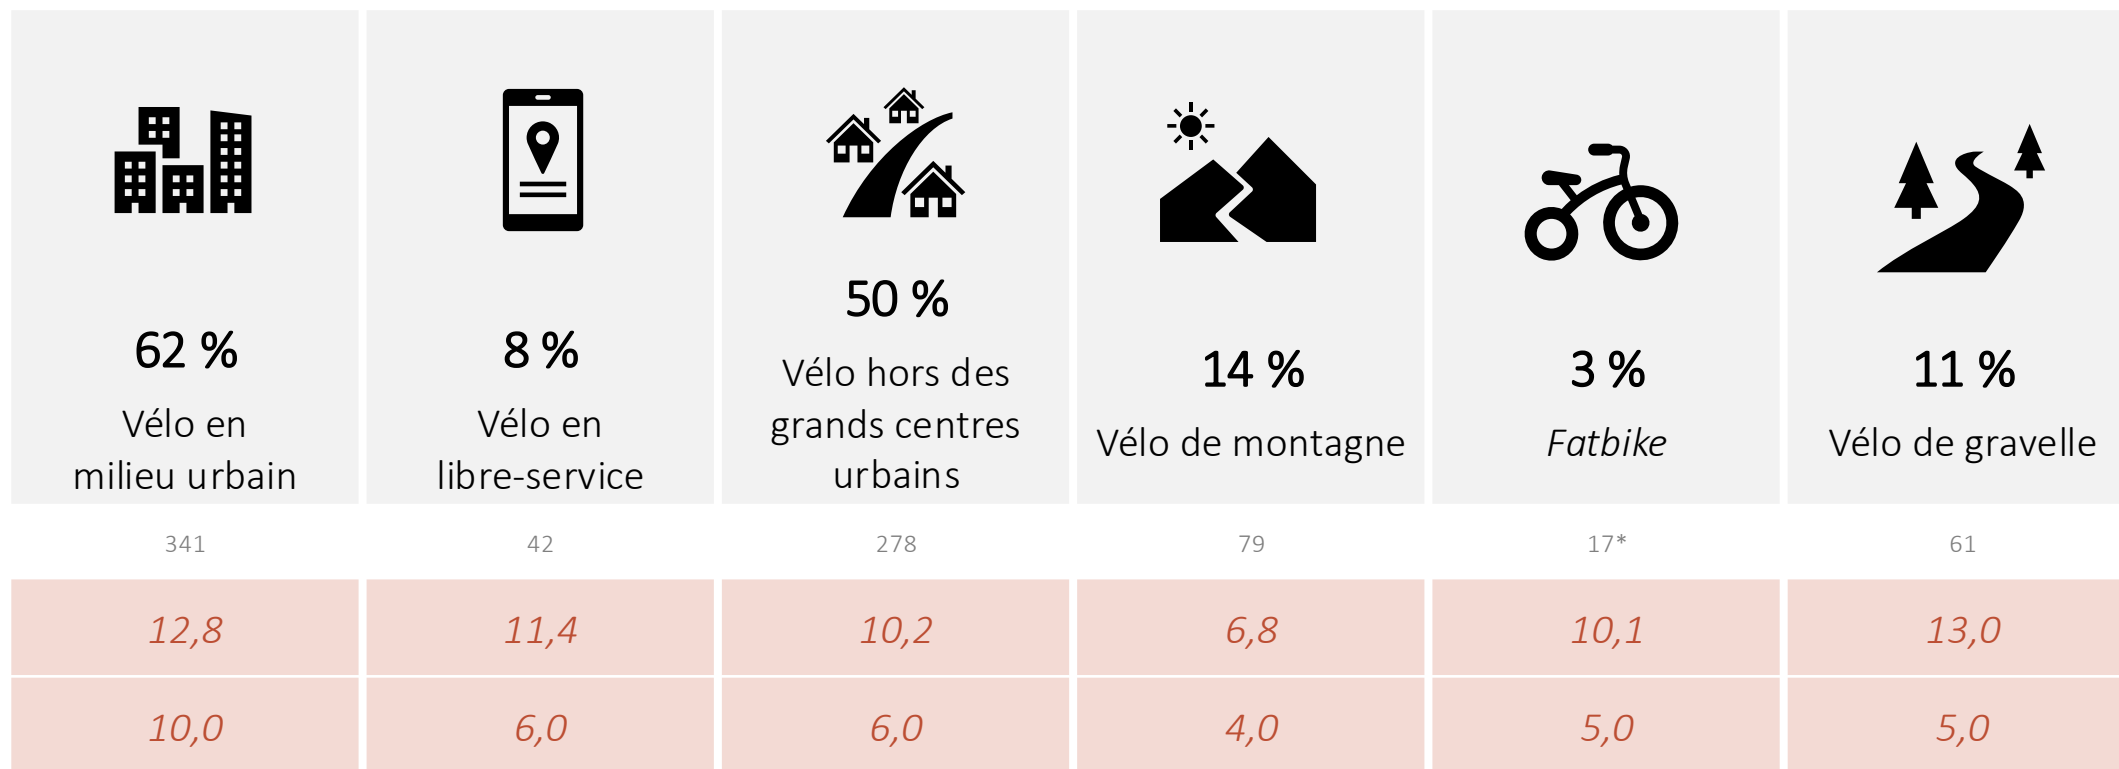 62 %
Vélo en
milieu urbain
8 %
Vélo en
libre-service
50 %
Vélo hors des
grands centres
urbains
14 %
Vélo de montagne
3 %
Fatbike
11 %
Vélo de gravelle
341
42
278
79
17*
61
12,8
11,4
10,2
6,8
10,1
13,0
10,0
6,0
6,0
4,0
5,0
5,0